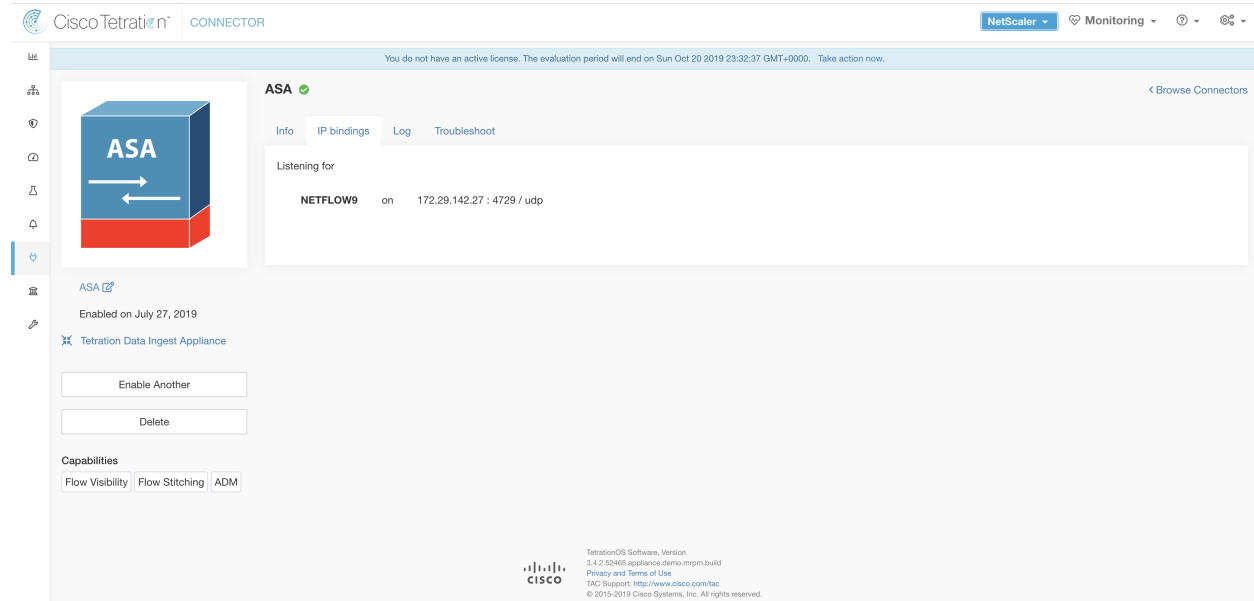 Cisco Tetration™ CONNECTOR
NetScaler Monitoring ?
You do not have an active license. The evaluation period will end on Sun Oct 20 2019 23:32:37 GMT+0000. Take action now.
ASA
< Browse Connectors
ASA
Info IP bindings Log Troubleshoot
Listening for
NETFLOW9 on 172.29.142.27 : 4729 / udp
ASA
Enabled on July 27, 2019
Tetration Data Ingest Appliance
Enable Another
Delete
Capabilities
Flow Visibility Flow Stitching ADM
CISCO
TetrationOS Software, Version
3.4.2.52465.appliance.demo.mrpm.build
Privacy and Terms of Use
TAC Support: http://www.cisco.com/tac
© 2015-2019 Cisco Systems, Inc. All rights reserved.